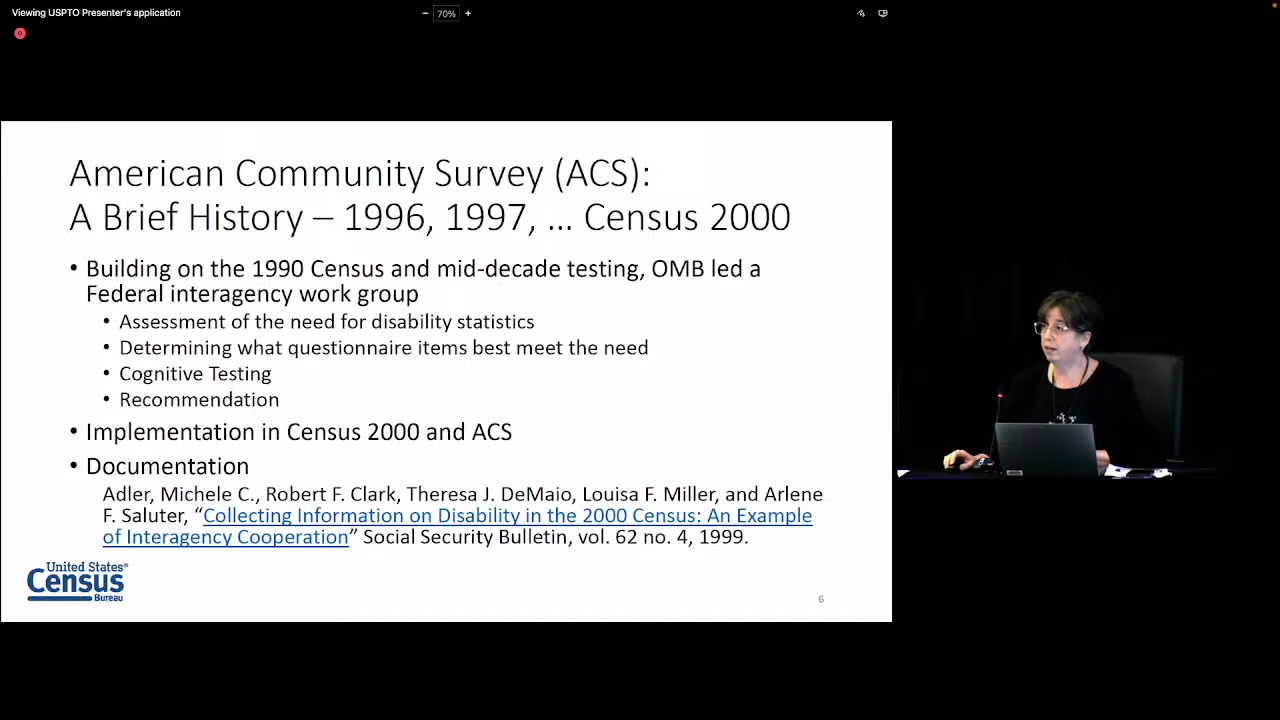 Viewing USPTO Presenter's application
− 70% +
American Community Survey (ACS):
A Brief History – 1996, 1997, … Census 2000
• Building on the 1990 Census and mid-decade testing, OMB led a
Federal interagency work group
• Assessment of the need for disability statistics
• Determining what questionnaire items best meet the need
• Cognitive Testing
• Recommendation
• Implementation in Census 2000 and ACS
• Documentation
Adler, Michele C., Robert F. Clark, Theresa J. DeMaio, Louisa F. Miller, and Arlene
F. Saluter, “Collecting Information on Disability in the 2000 Census: An Example
of Interagency Cooperation” Social Security Bulletin, vol. 62 no. 4, 1999.
United States®
Census
Bureau
6